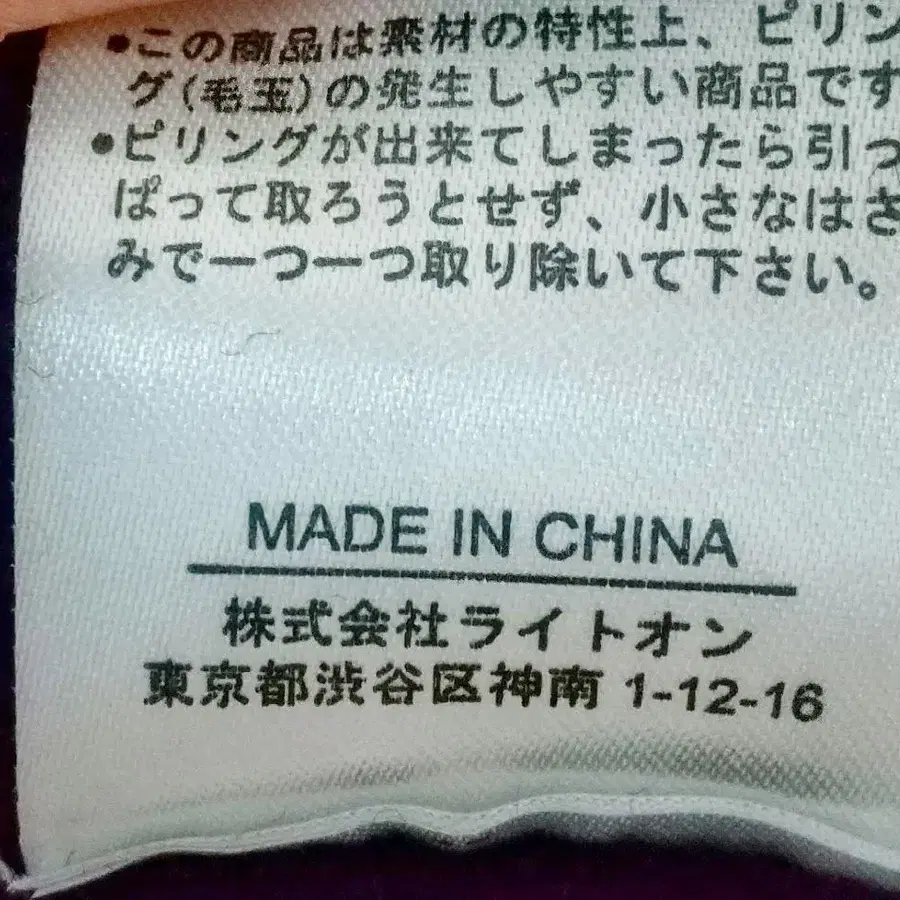 ●この商品は素材の特性上、ピリン
グ(毛玉)の発生しやすい商品です
●ピリングが出来てしまったら引っ
ぱって取ろうとせず、小さなはさ
みで一つ一つ取り除いて下さい。
MADE IN CHINA
株式会社ライトオン
東京都渋谷区神南 1-12-16